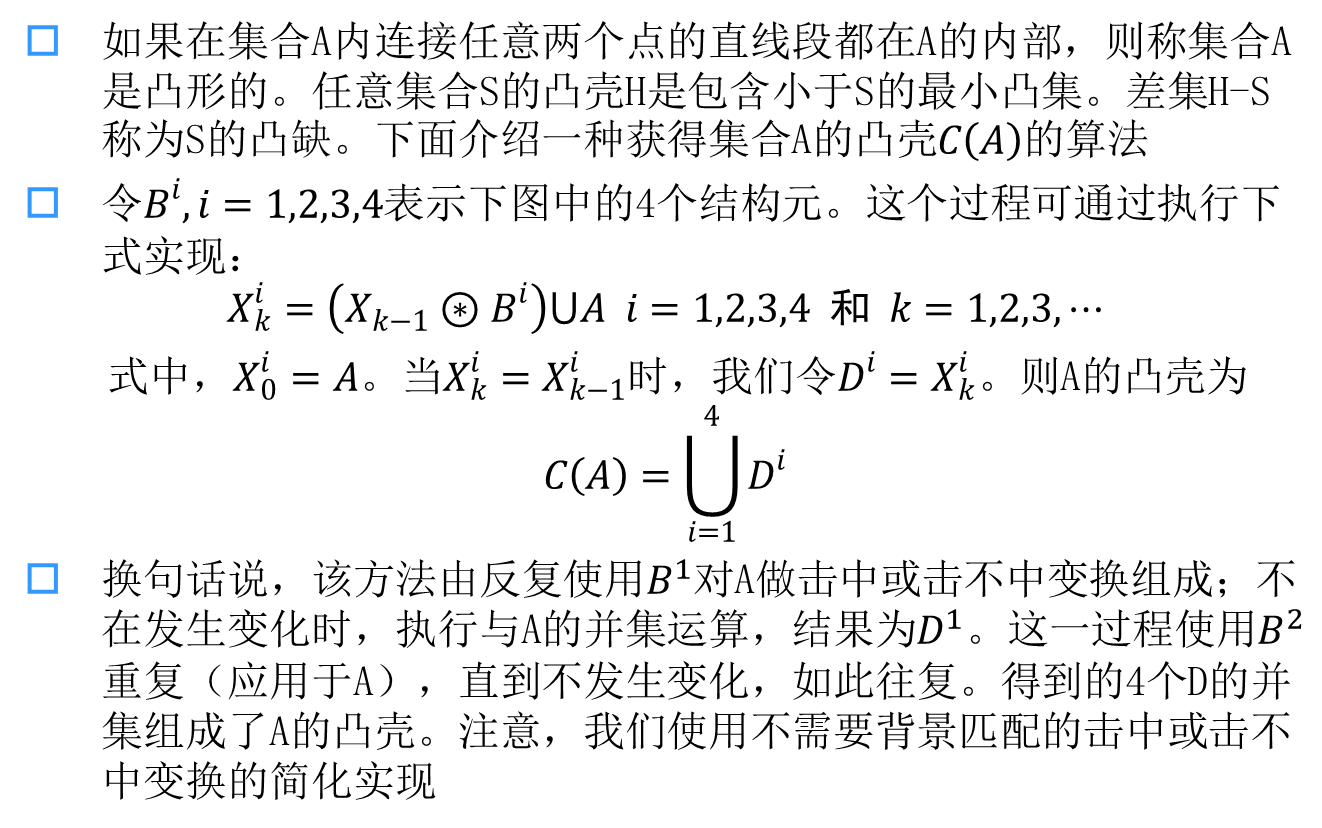 如果在集合A内连接任意两个点的直线段都在A的内部，则称集合A
是凸形的。任意集合S的凸壳H是包含小于S的最小凸集。差集H-S
称为S的凸缺。下面介绍一种获得集合A的凸壳C(A)的算法
令Bⁱ, i = 1,2,3,4表示下图中的4个结构元。这个过程可通过执行下
式实现：
Xₖⁱ = (Xₖ₋₁ ⊛ Bⁱ)⋃A i = 1,2,3,4 和 k = 1,2,3,⋯
式中，X₀ⁱ = A。当Xₖⁱ = Xₖ₋₁ⁱ时，我们令Dⁱ = Xₖⁱ。则A的凸壳为
C(A) = ⋃_{i=1}^{4} Dⁱ
换句话说，该方法由反复使用B¹对A做击中或击不中变换组成；不
在发生变化时，执行与A的并集运算，结果为D¹。这一过程使用B²
重复（应用于A），直到不发生变化，如此往复。得到的4个D的并
集组成了A的凸壳。注意，我们使用不需要背景匹配的击中或击不
中变换的简化实现